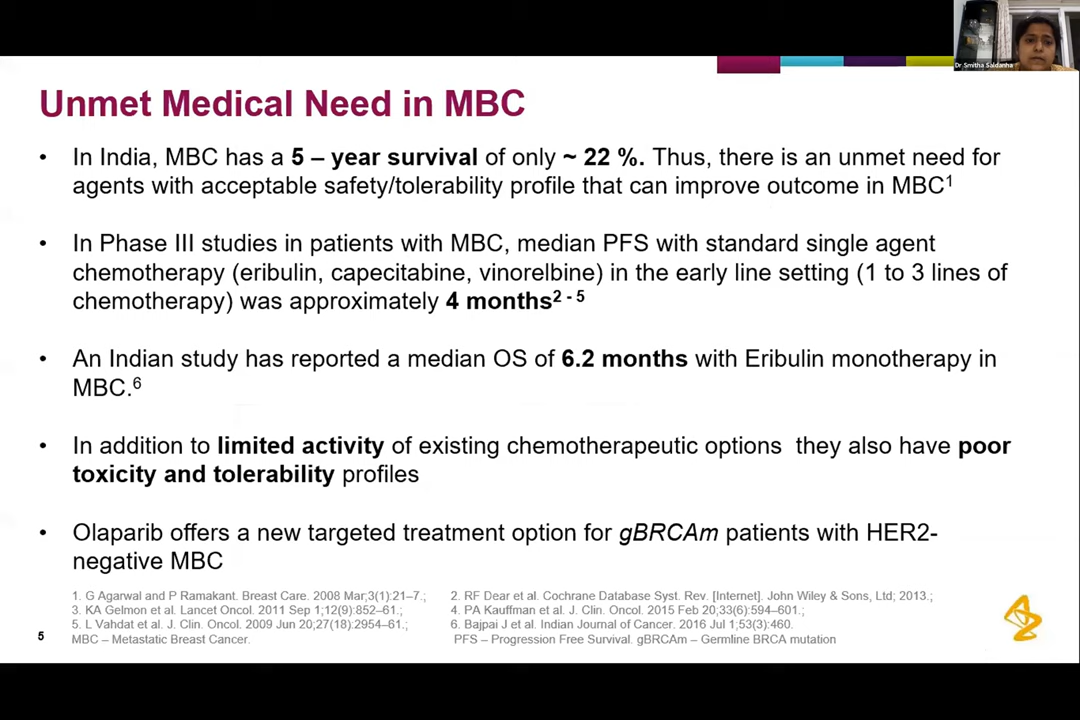 Dr Smitha Saldanha
Unmet Medical Need in MBC
• In India, MBC has a 5 – year survival of only ~ 22 %. Thus, there is an unmet need for
agents with acceptable safety/tolerability profile that can improve outcome in MBC1
• In Phase III studies in patients with MBC, median PFS with standard single agent
chemotherapy (eribulin, capecitabine, vinorelbine) in the early line setting (1 to 3 lines of
chemotherapy) was approximately 4 months2 - 5
• An Indian study has reported a median OS of 6.2 months with Eribulin monotherapy in
MBC.6
• In addition to limited activity of existing chemotherapeutic options they also have poor
toxicity and tolerability profiles
• Olaparib offers a new targeted treatment option for gBRCAm patients with HER2-
negative MBC
1. G Agarwal and P Ramakant. Breast Care. 2008 Mar;3(1):21–7.; 2. RF Dear et al. Cochrane Database Syst. Rev. [Internet]. John Wiley & Sons, Ltd; 2013.;
3. KA Gelmon et al. Lancet Oncol. 2011 Sep 1;12(9):852–61.; 4. PA Kauffman et al. J. Clin. Oncol. 2015 Feb 20;33(6):594–601.;
5. L Vahdat et al. J. Clin. Oncol. 2009 Jun 20;27(18):2954–61.; 6. Bajpai J et al. Indian Journal of Cancer. 2016 Jul 1;53(3):460.
MBC – Metastatic Breast Cancer. PFS – Progression Free Survival. gBRCAm – Germline BRCA mutation
5